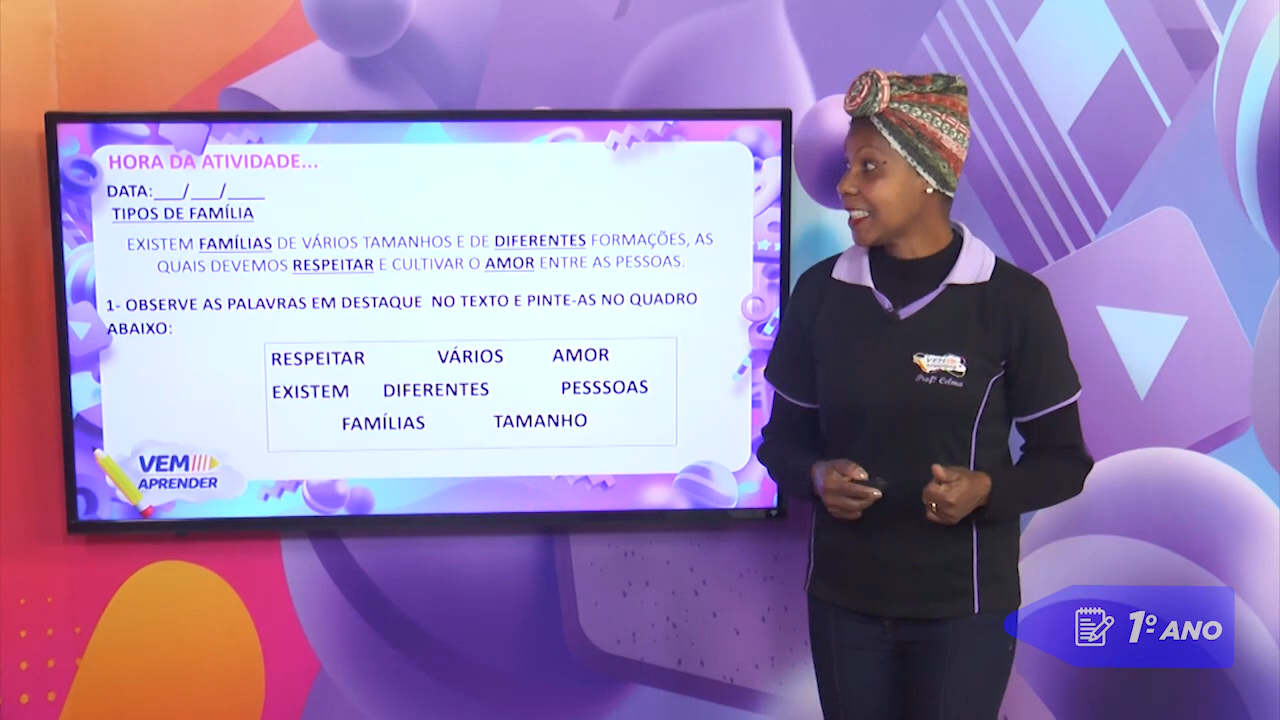 HORA DA ATIVIDADE...
DATA:___/___/____
TIPOS DE FAMÍLIA
EXISTEM FAMÍLIAS DE VÁRIOS TAMANHOS E DE DIFERENTES FORMAÇÕES, AS
QUAIS DEVEMOS RESPEITAR E CULTIVAR O AMOR ENTRE AS PESSOAS.
1- OBSERVE AS PALAVRAS EM DESTAQUE NO TEXTO E PINTE-AS NO QUADRO
ABAIXO:
RESPEITAR VÁRIOS AMOR
EXISTEM DIFERENTES PESSSOAS
FAMÍLIAS TAMANHO
VEM
APRENDER
VEM
APRENDER
Profª Celma
1º ANO